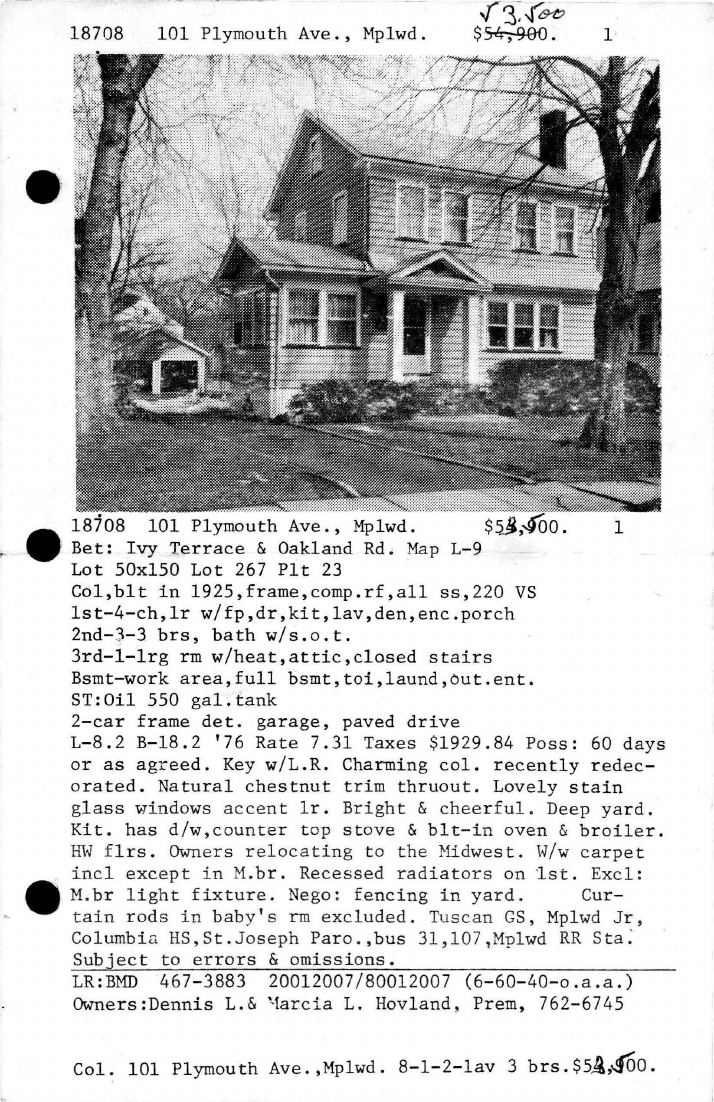 53,500
18708 101 Plymouth Ave., Mplwd. $54,900. 1
18708 101 Plymouth Ave., Mplwd. $53,500. 1
Bet: Ivy Terrace & Oakland Rd. Map L-9
Lot 50x150 Lot 267 Plt 23
Col,blt in 1925,frame,comp.rf,all ss,220 VS
1st-4-ch,lr w/fp,dr,kit,lav,den,enc.porch
2nd-3-3 brs, bath w/s.o.t.
3rd-1-lrg rm w/heat,attic,closed stairs
Bsmt-work area,full bsmt,toi,laund,out.ent.
ST:Oil 550 gal.tank
2-car frame det. garage, paved drive
L-8.2 B-18.2 '76 Rate 7.31 Taxes $1929.84 Poss: 60 days
or as agreed. Key w/L.R. Charming col. recently redec-
orated. Natural chestnut trim thruout. Lovely stain
glass windows accent lr. Bright & cheerful. Deep yard.
Kit. has d/w,counter top stove & blt-in oven & broiler.
HW flrs. Owners relocating to the Midwest. W/w carpet
incl except in M.br. Recessed radiators on 1st. Excl:
M.br light fixture. Nego: fencing in yard. Cur-
tain rods in baby's rm excluded. Tuscan GS, Mplwd Jr,
Columbia HS,St.Joseph Paro.,bus 31,107,Mplwd RR Sta.
Subject to errors & omissions.
LR:BMD 467-3883 20012007/80012007 (6-60-40-o.a.a.)
Owners:Dennis L.& Marcia L. Hovland, Prem, 762-6745
Col. 101 Plymouth Ave.,Mplwd. 8-1-2-lav 3 brs.$53,500.